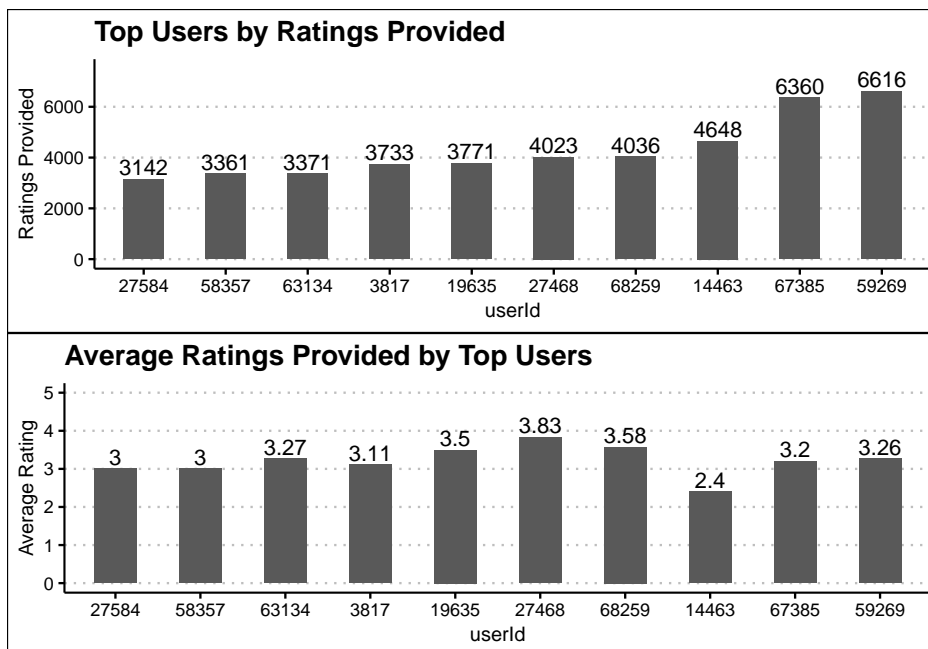 Top Users by Ratings Provided
Ratings Provided
6000
4000
2000
0
3142 3361 3371 3733 3771 4023 4036 4648 6360 6616
27584 58357 63134 3817 19635 27468 68259 14463 67385 59269
userId
Average Ratings Provided by Top Users
Average Rating
5
4
3
2
1
0
3 3 3.27 3.11 3.5 3.83 3.58 2.4 3.2 3.26
27584 58357 63134 3817 19635 27468 68259 14463 67385 59269
userId